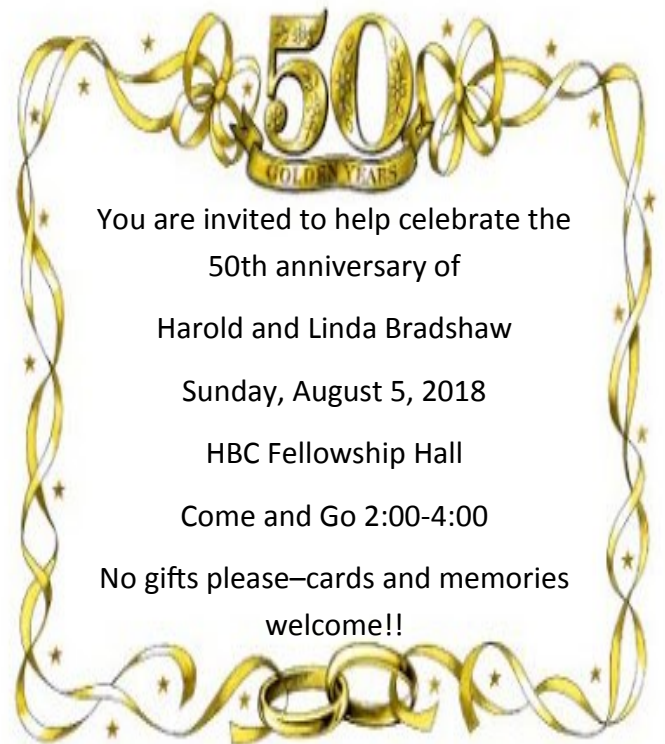 50
GOLDEN YEARS
You are invited to help celebrate the
50th anniversary of
Harold and Linda Bradshaw
Sunday, August 5, 2018
HBC Fellowship Hall
Come and Go 2:00-4:00
No gifts please–cards and memories
welcome!!